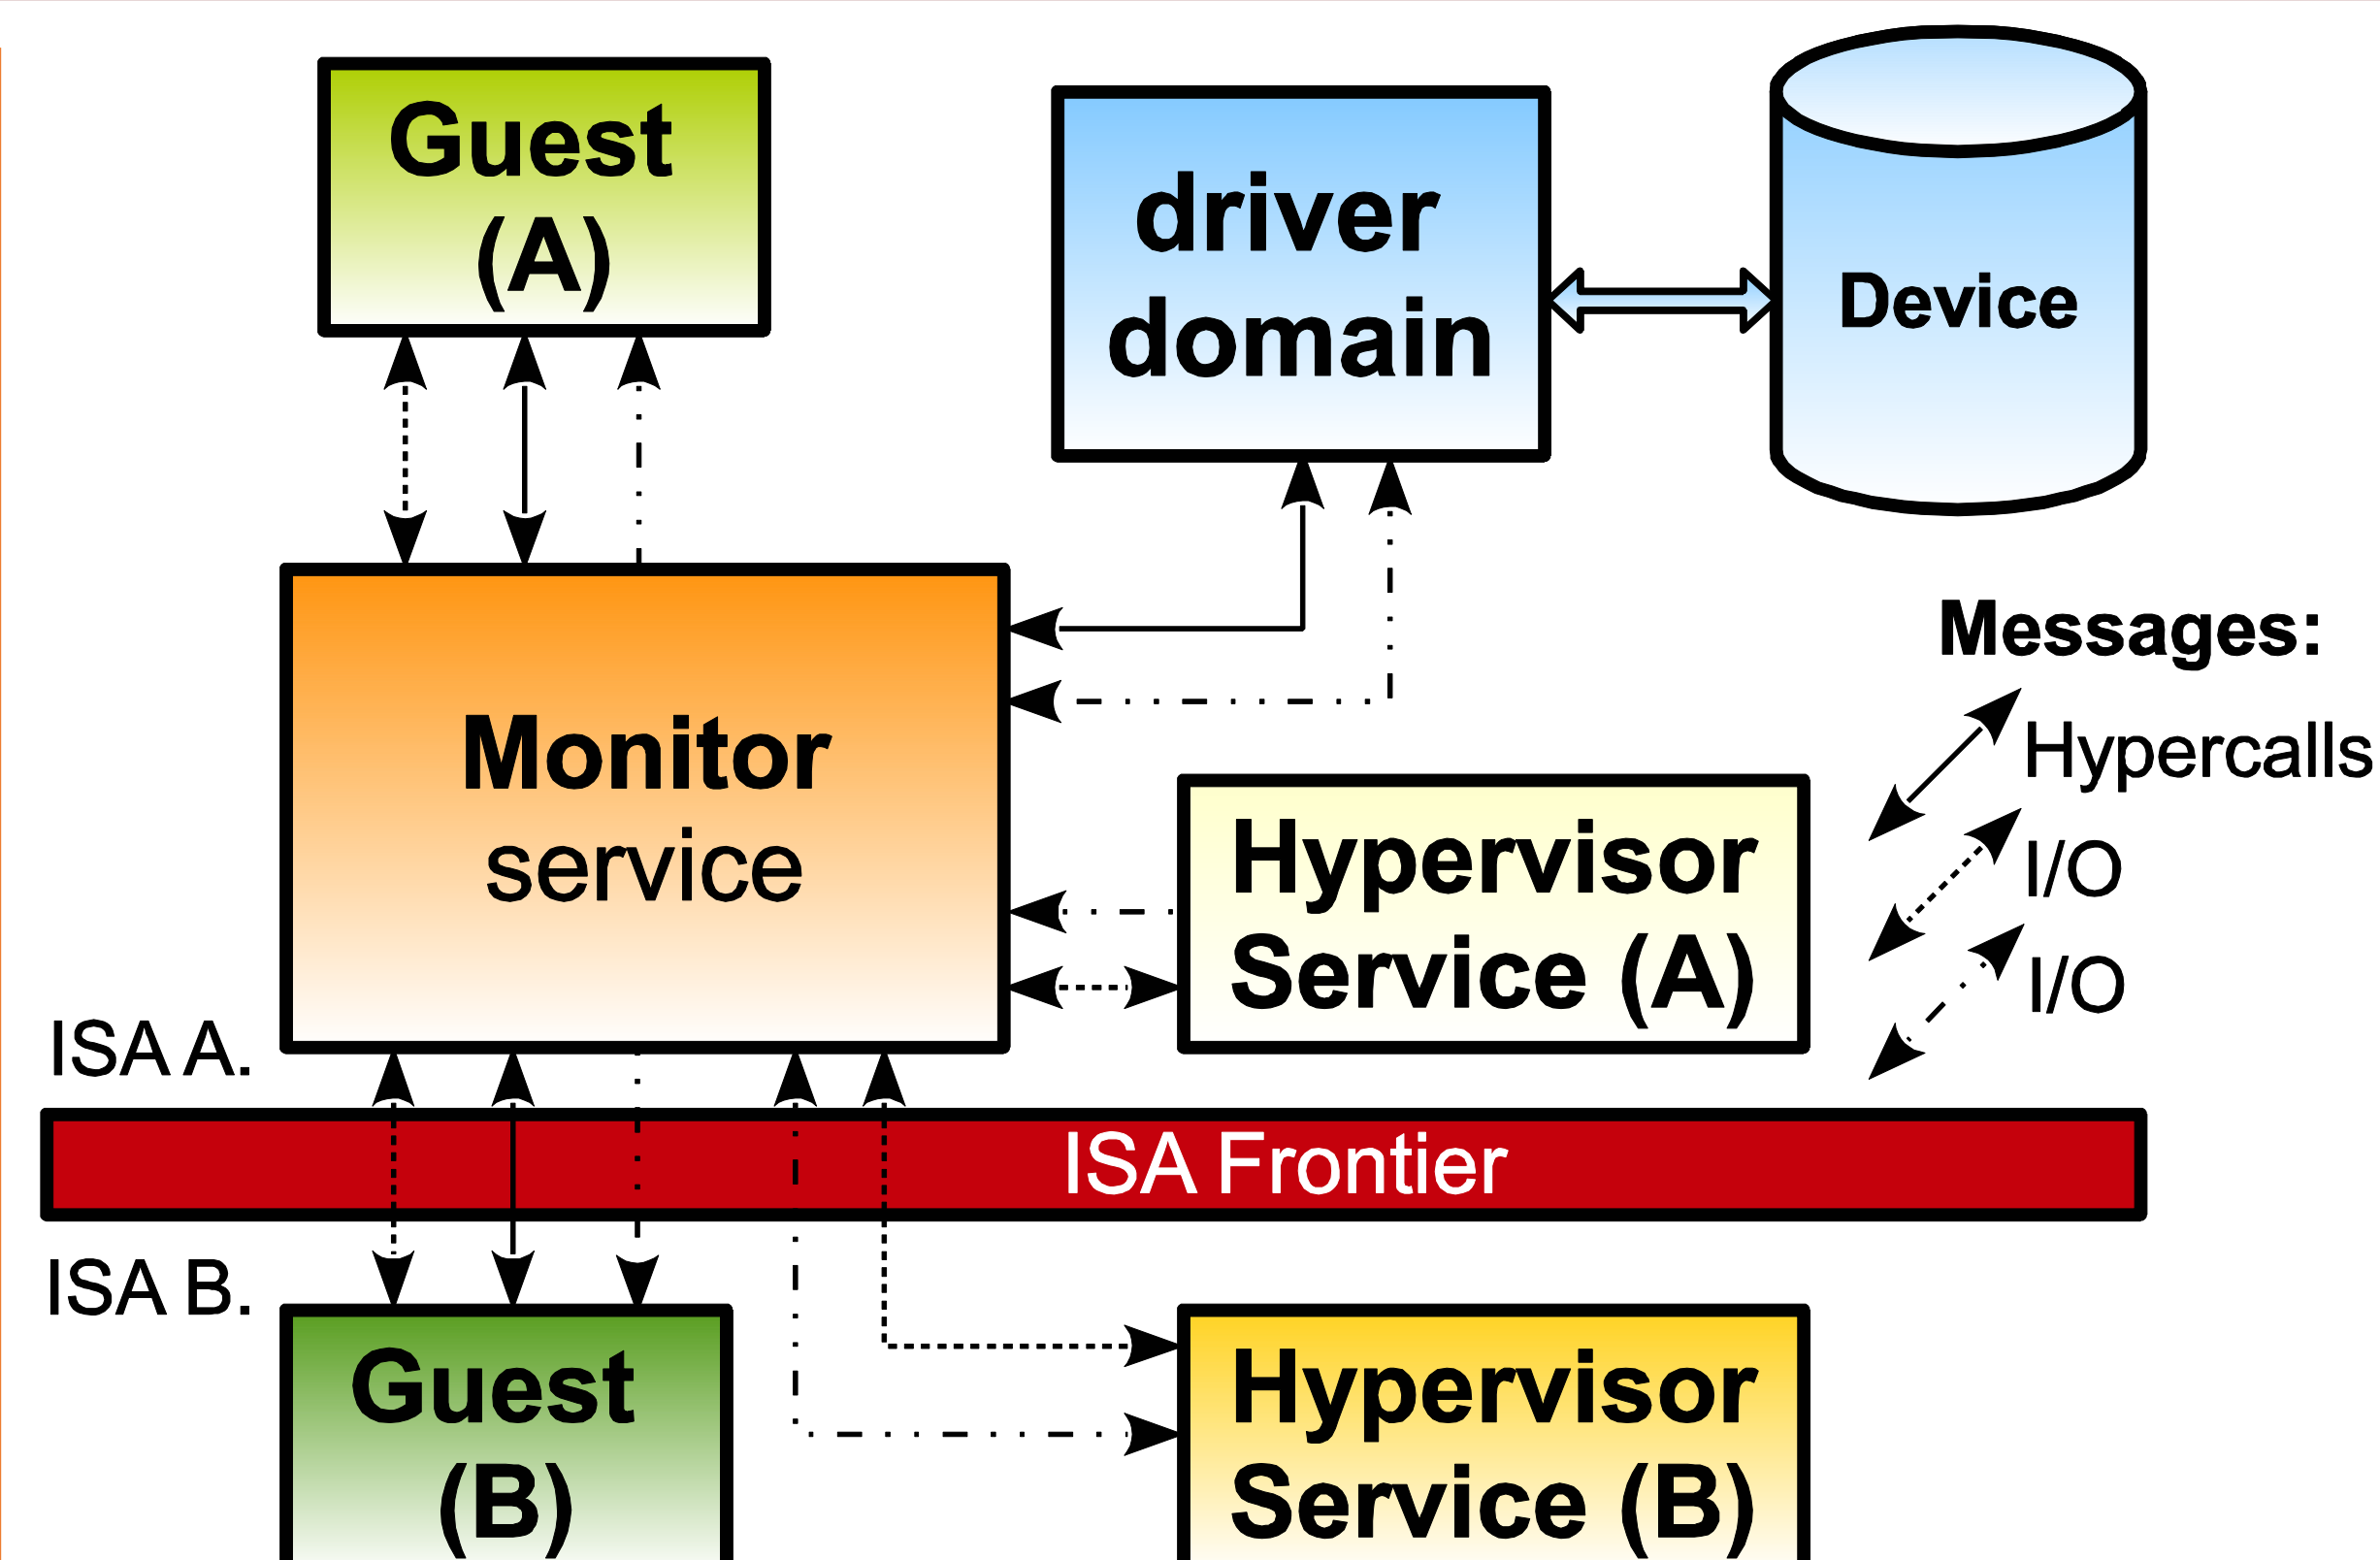 Guest
(A)
driver
domain
Device
Messages:
Hypercalls
I/O
I/O
Monitor
service
Hypervisor
Service (A)
ISA A.
ISA Frontier
ISA B.
Guest
(B)
Hypervisor
Service (B)